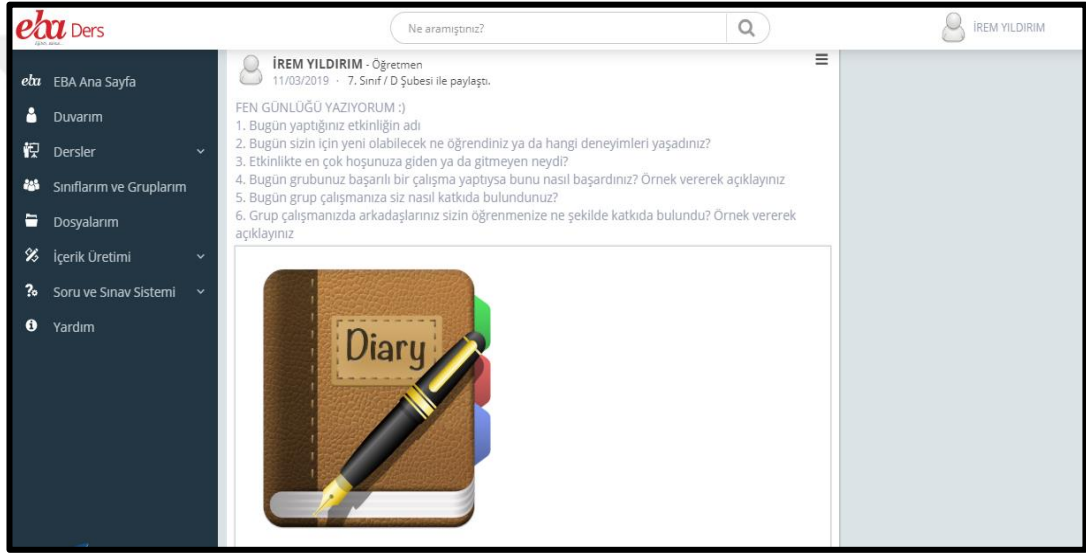 eba Ders
Ne aramıştınız?
İREM YILDIRIM
eba EBA Ana Sayfa
Duvarım
Dersler
Sınıflarım ve Gruplarım
Dosyalarım
İçerik Üretimi
Soru ve Sınav Sistemi
Yardım
İREM YILDIRIM - Öğretmen
11/03/2019 · 7. Sınıf / D Şubesi ile paylaştı.
FEN GÜNLÜĞÜ YAZIYORUM :)
1. Bugün yaptığınız etkinliğin adı
2. Bugün sizin için yeni olabilecek ne öğrendiniz ya da hangi deneyimleri yaşadınız?
3. Etkinlikte en çok hoşunuza giden ya da gitmeyen neydi?
4. Bugün grubunuz başarılı bir çalışma yaptıysa bunu nasıl başardınız? Örnek vererek açıklayınız
5. Bugün grup çalışmanıza siz nasıl katkıda bulundunuz?
6. Grup çalışmanızda arkadaşlarınız sizin öğrenmenize ne şekilde katkıda bulundu? Örnek vererek
açıklayınız
Diary